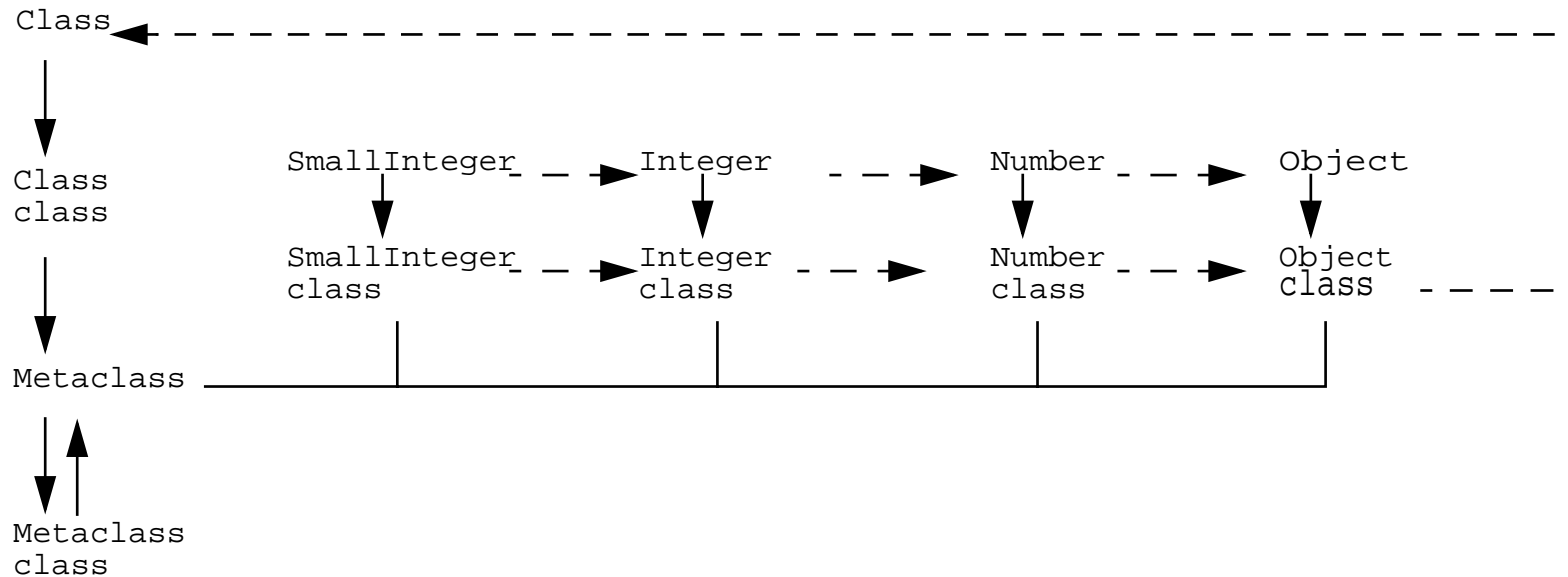 Class
Class
class
SmallInteger
Integer
Number
Object
SmallInteger
class
Integer
class
Number
class
Object
class
Metaclass
Metaclass
class